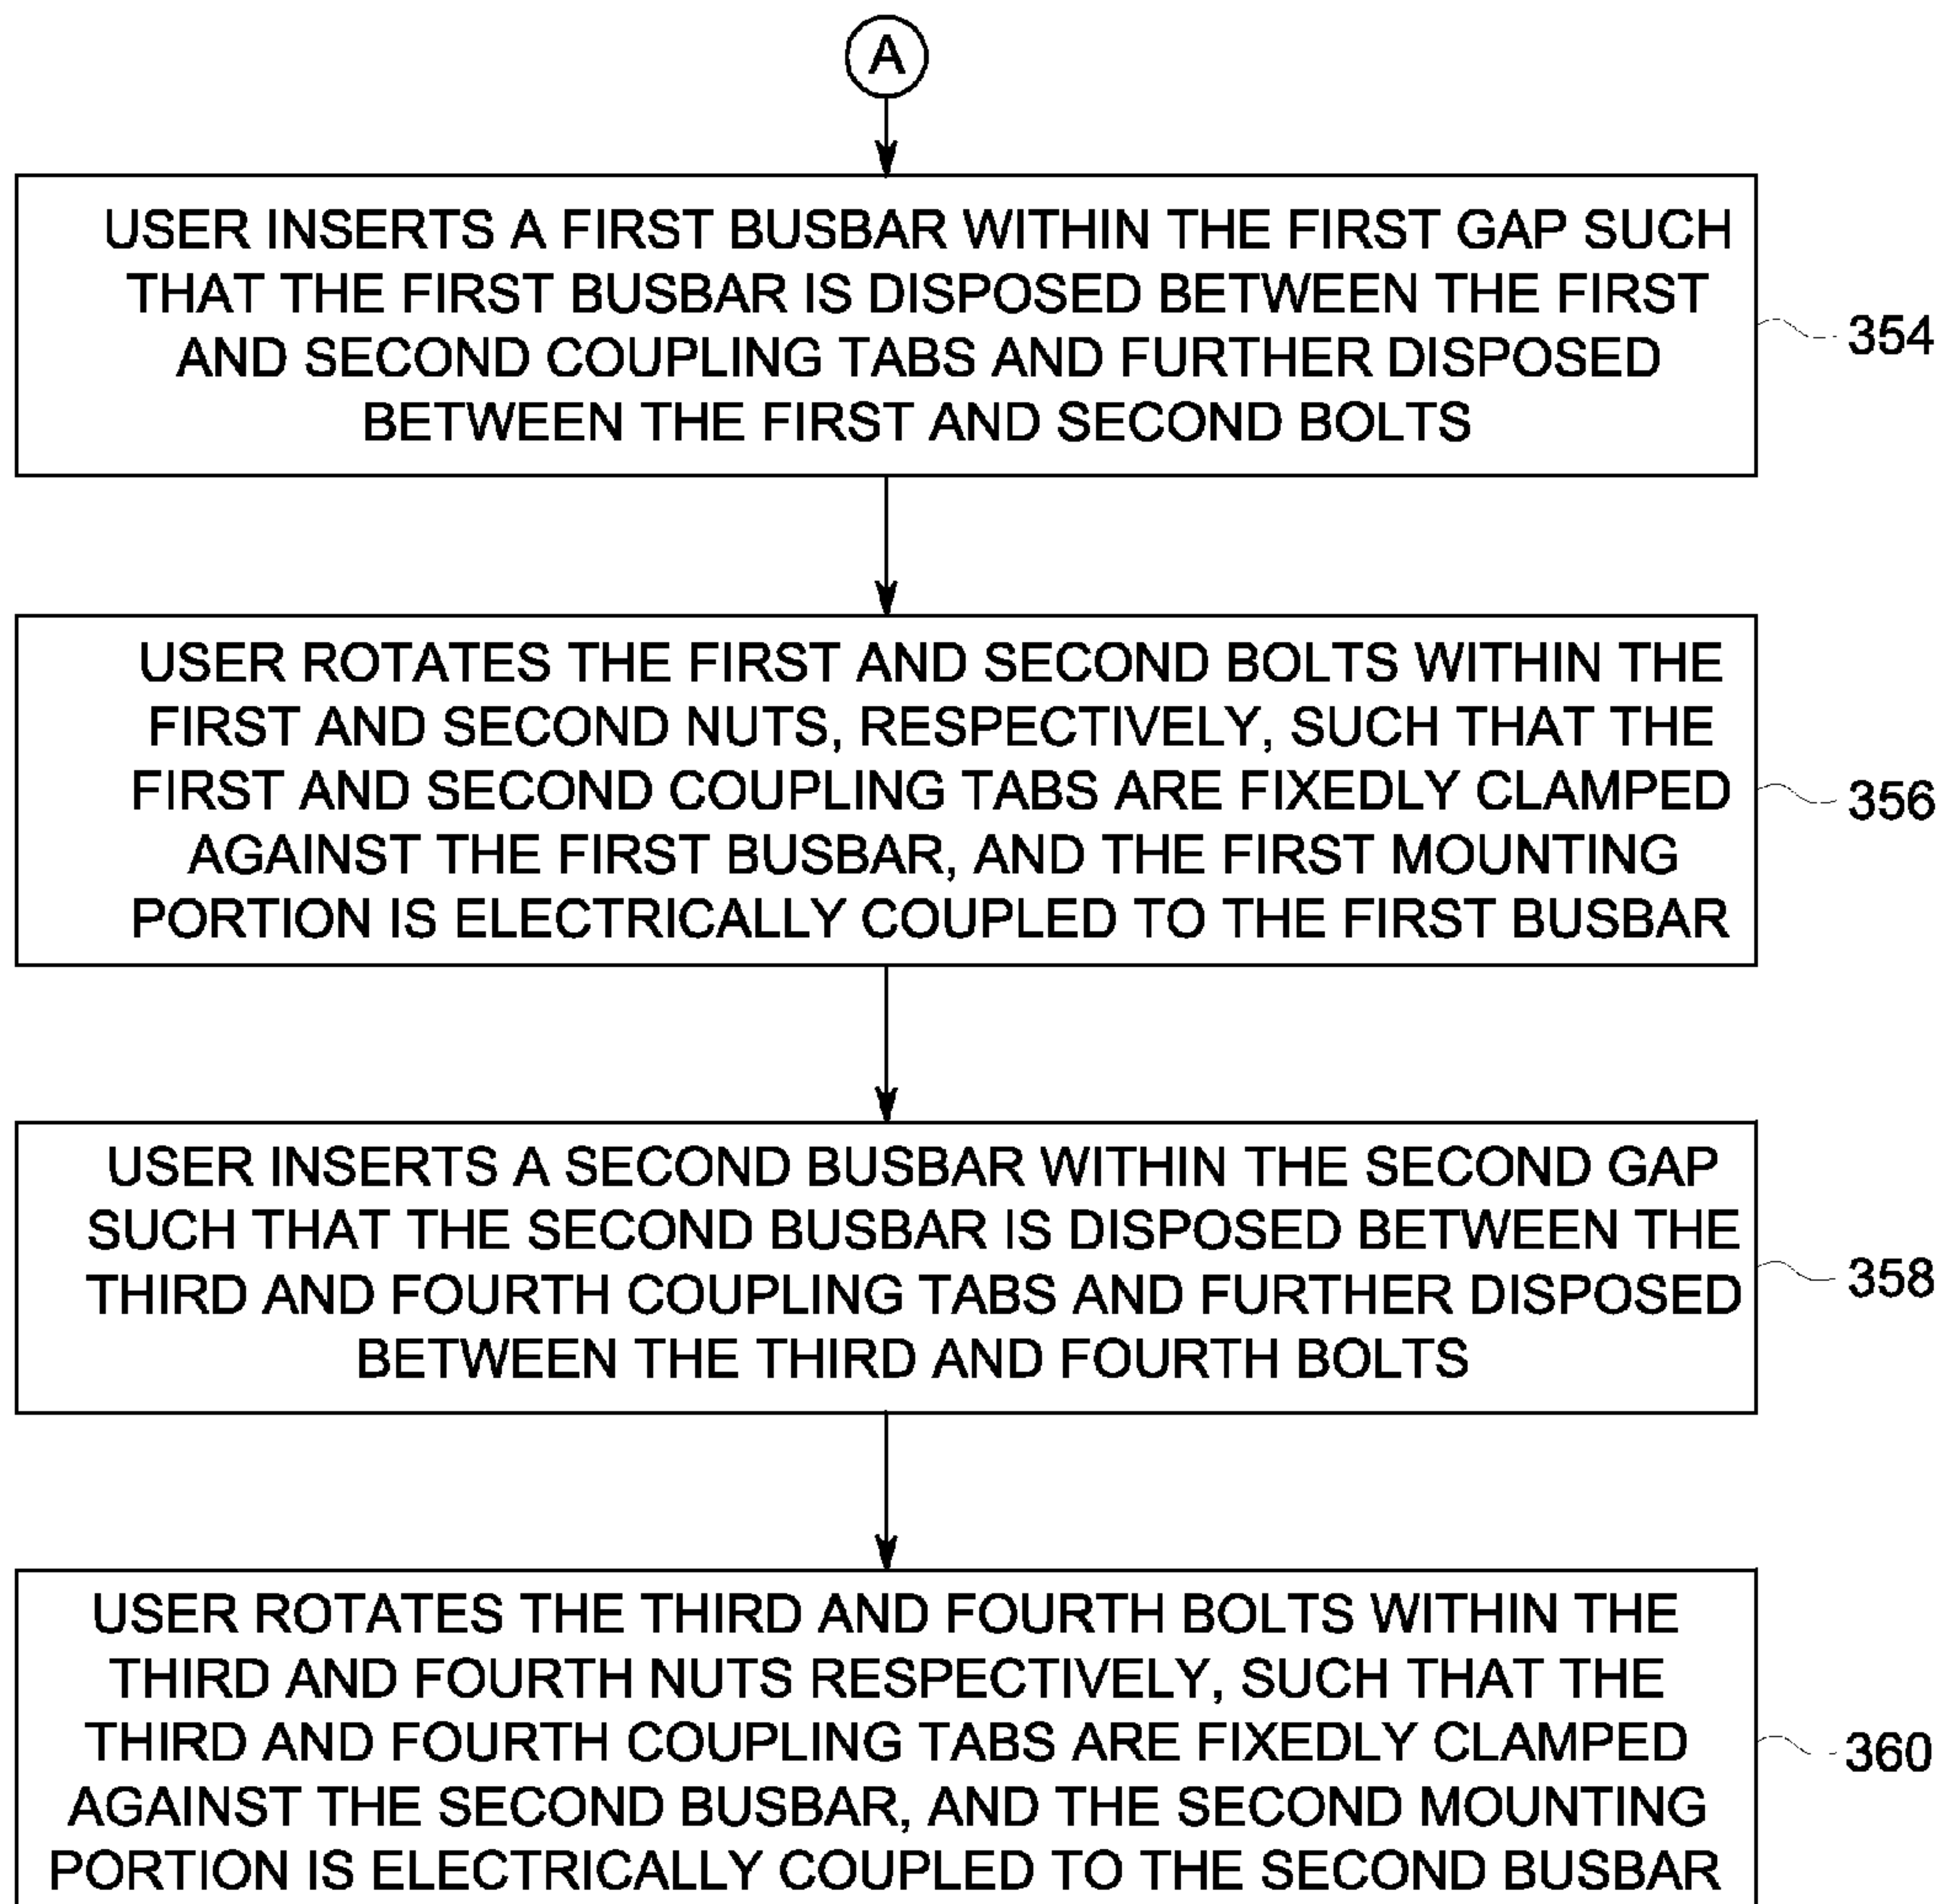 A
USER INSERTS A FIRST BUSBAR WITHIN THE FIRST GAP SUCH
THAT THE FIRST BUSBAR IS DISPOSED BETWEEN THE FIRST
AND SECOND COUPLING TABS AND FURTHER DISPOSED
BETWEEN THE FIRST AND SECOND BOLTS
354
USER ROTATES THE FIRST AND SECOND BOLTS WITHIN THE
FIRST AND SECOND NUTS, RESPECTIVELY, SUCH THAT THE
FIRST AND SECOND COUPLING TABS ARE FIXEDLY CLAMPED
AGAINST THE FIRST BUSBAR, AND THE FIRST MOUNTING
PORTION IS ELECTRICALLY COUPLED TO THE FIRST BUSBAR
356
USER INSERTS A SECOND BUSBAR WITHIN THE SECOND GAP
SUCH THAT THE SECOND BUSBAR IS DISPOSED BETWEEN THE
THIRD AND FOURTH COUPLING TABS AND FURTHER DISPOSED
BETWEEN THE THIRD AND FOURTH BOLTS
358
USER ROTATES THE THIRD AND FOURTH BOLTS WITHIN THE
THIRD AND FOURTH NUTS RESPECTIVELY, SUCH THAT THE
THIRD AND FOURTH COUPLING TABS ARE FIXEDLY CLAMPED
AGAINST THE SECOND BUSBAR, AND THE SECOND MOUNTING
PORTION IS ELECTRICALLY COUPLED TO THE SECOND BUSBAR
360